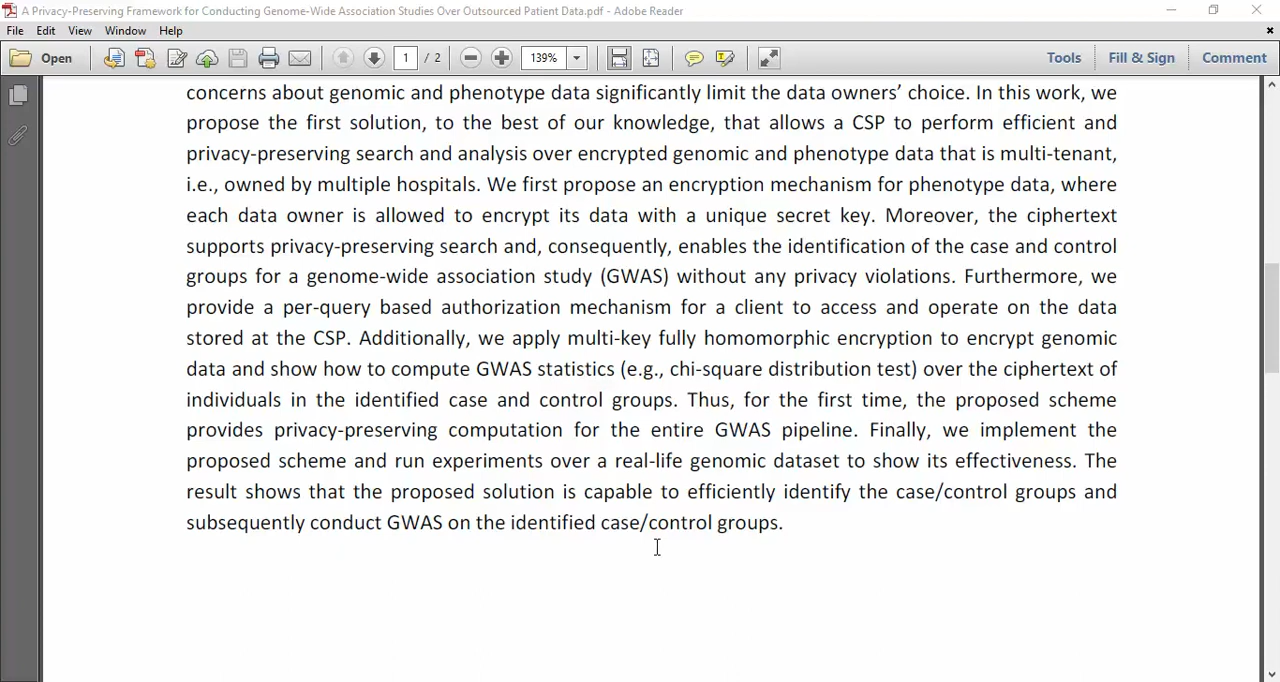 A Privacy-Preserving Framework for Conducting Genome-Wide Association Studies Over Outsourced Patient Data.pdf - Adobe Reader
File Edit View Window Help
Open 1 / 2 139% Tools Fill & Sign Comment
concerns about genomic and phenotype data significantly limit the data owners’ choice. In this work, we
propose the first solution, to the best of our knowledge, that allows a CSP to perform efficient and
privacy-preserving search and analysis over encrypted genomic and phenotype data that is multi-tenant,
i.e., owned by multiple hospitals. We first propose an encryption mechanism for phenotype data, where
each data owner is allowed to encrypt its data with a unique secret key. Moreover, the ciphertext
supports privacy-preserving search and, consequently, enables the identification of the case and control
groups for a genome-wide association study (GWAS) without any privacy violations. Furthermore, we
provide a per-query based authorization mechanism for a client to access and operate on the data
stored at the CSP. Additionally, we apply multi-key fully homomorphic encryption to encrypt genomic
data and show how to compute GWAS statistics (e.g., chi-square distribution test) over the ciphertext of
individuals in the identified case and control groups. Thus, for the first time, the proposed scheme
provides privacy-preserving computation for the entire GWAS pipeline. Finally, we implement the
proposed scheme and run experiments over a real-life genomic dataset to show its effectiveness. The
result shows that the proposed solution is capable to efficiently identify the case/control groups and
subsequently conduct GWAS on the identified case/control groups.